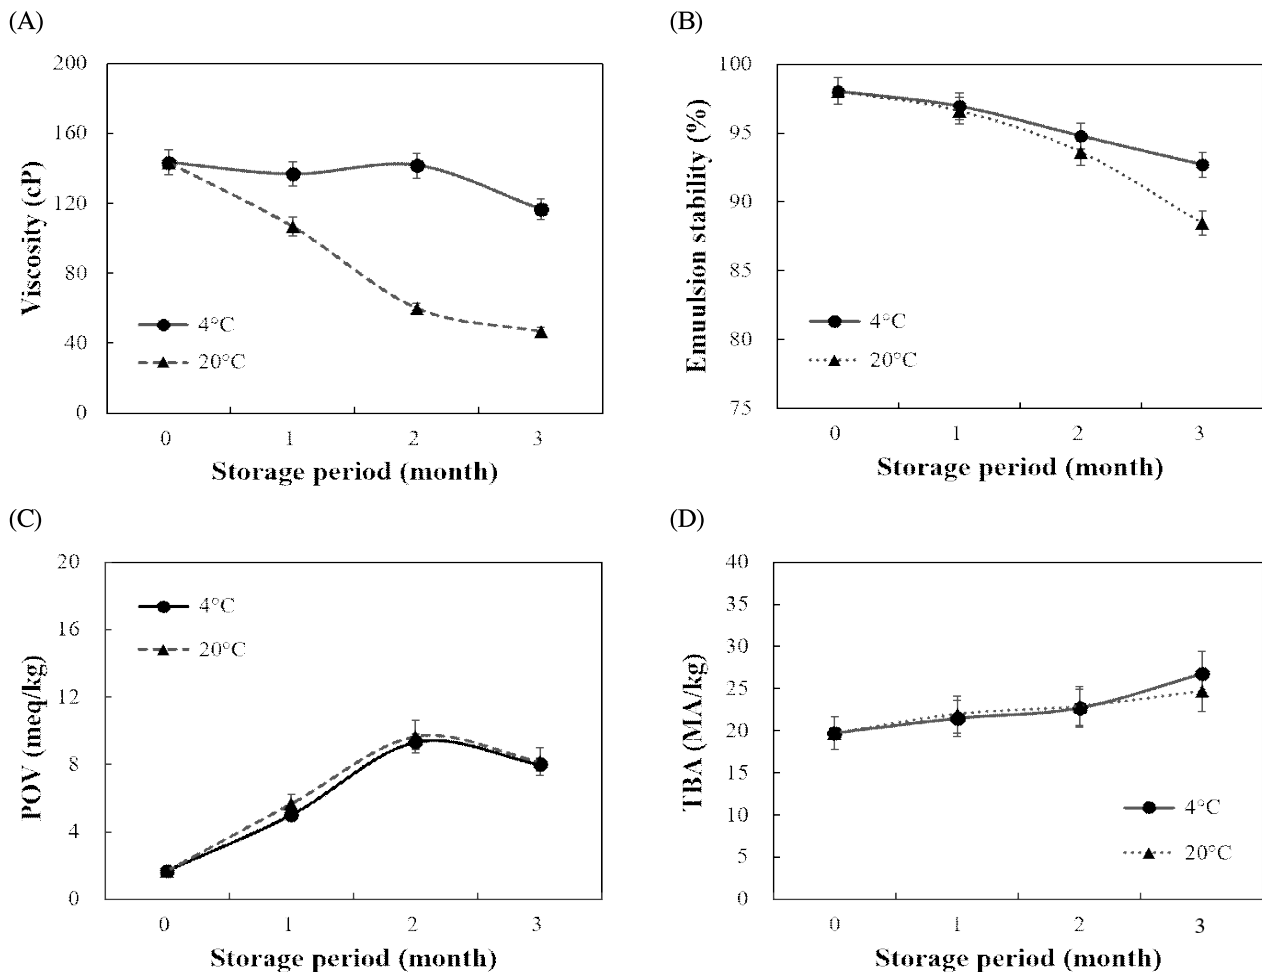 (A)
200
160
120
80
40
0
Viscosity (cP)
4°C
20°C
0 1 2 3
Storage period (month)
(B)
100
95
90
85
80
75
Emuulsion stability (%)
4°C
20°C
0 1 2 3
Storage period (month)
(C)
20
16
12
8
4
0
POV (meq/kg)
4°C
20°C
0 1 2 3
Storage period (month)
(D)
40
35
30
25
20
15
10
5
0
TBA (MA/kg)
4°C
20°C
0 1 2 3
Storage period (month)